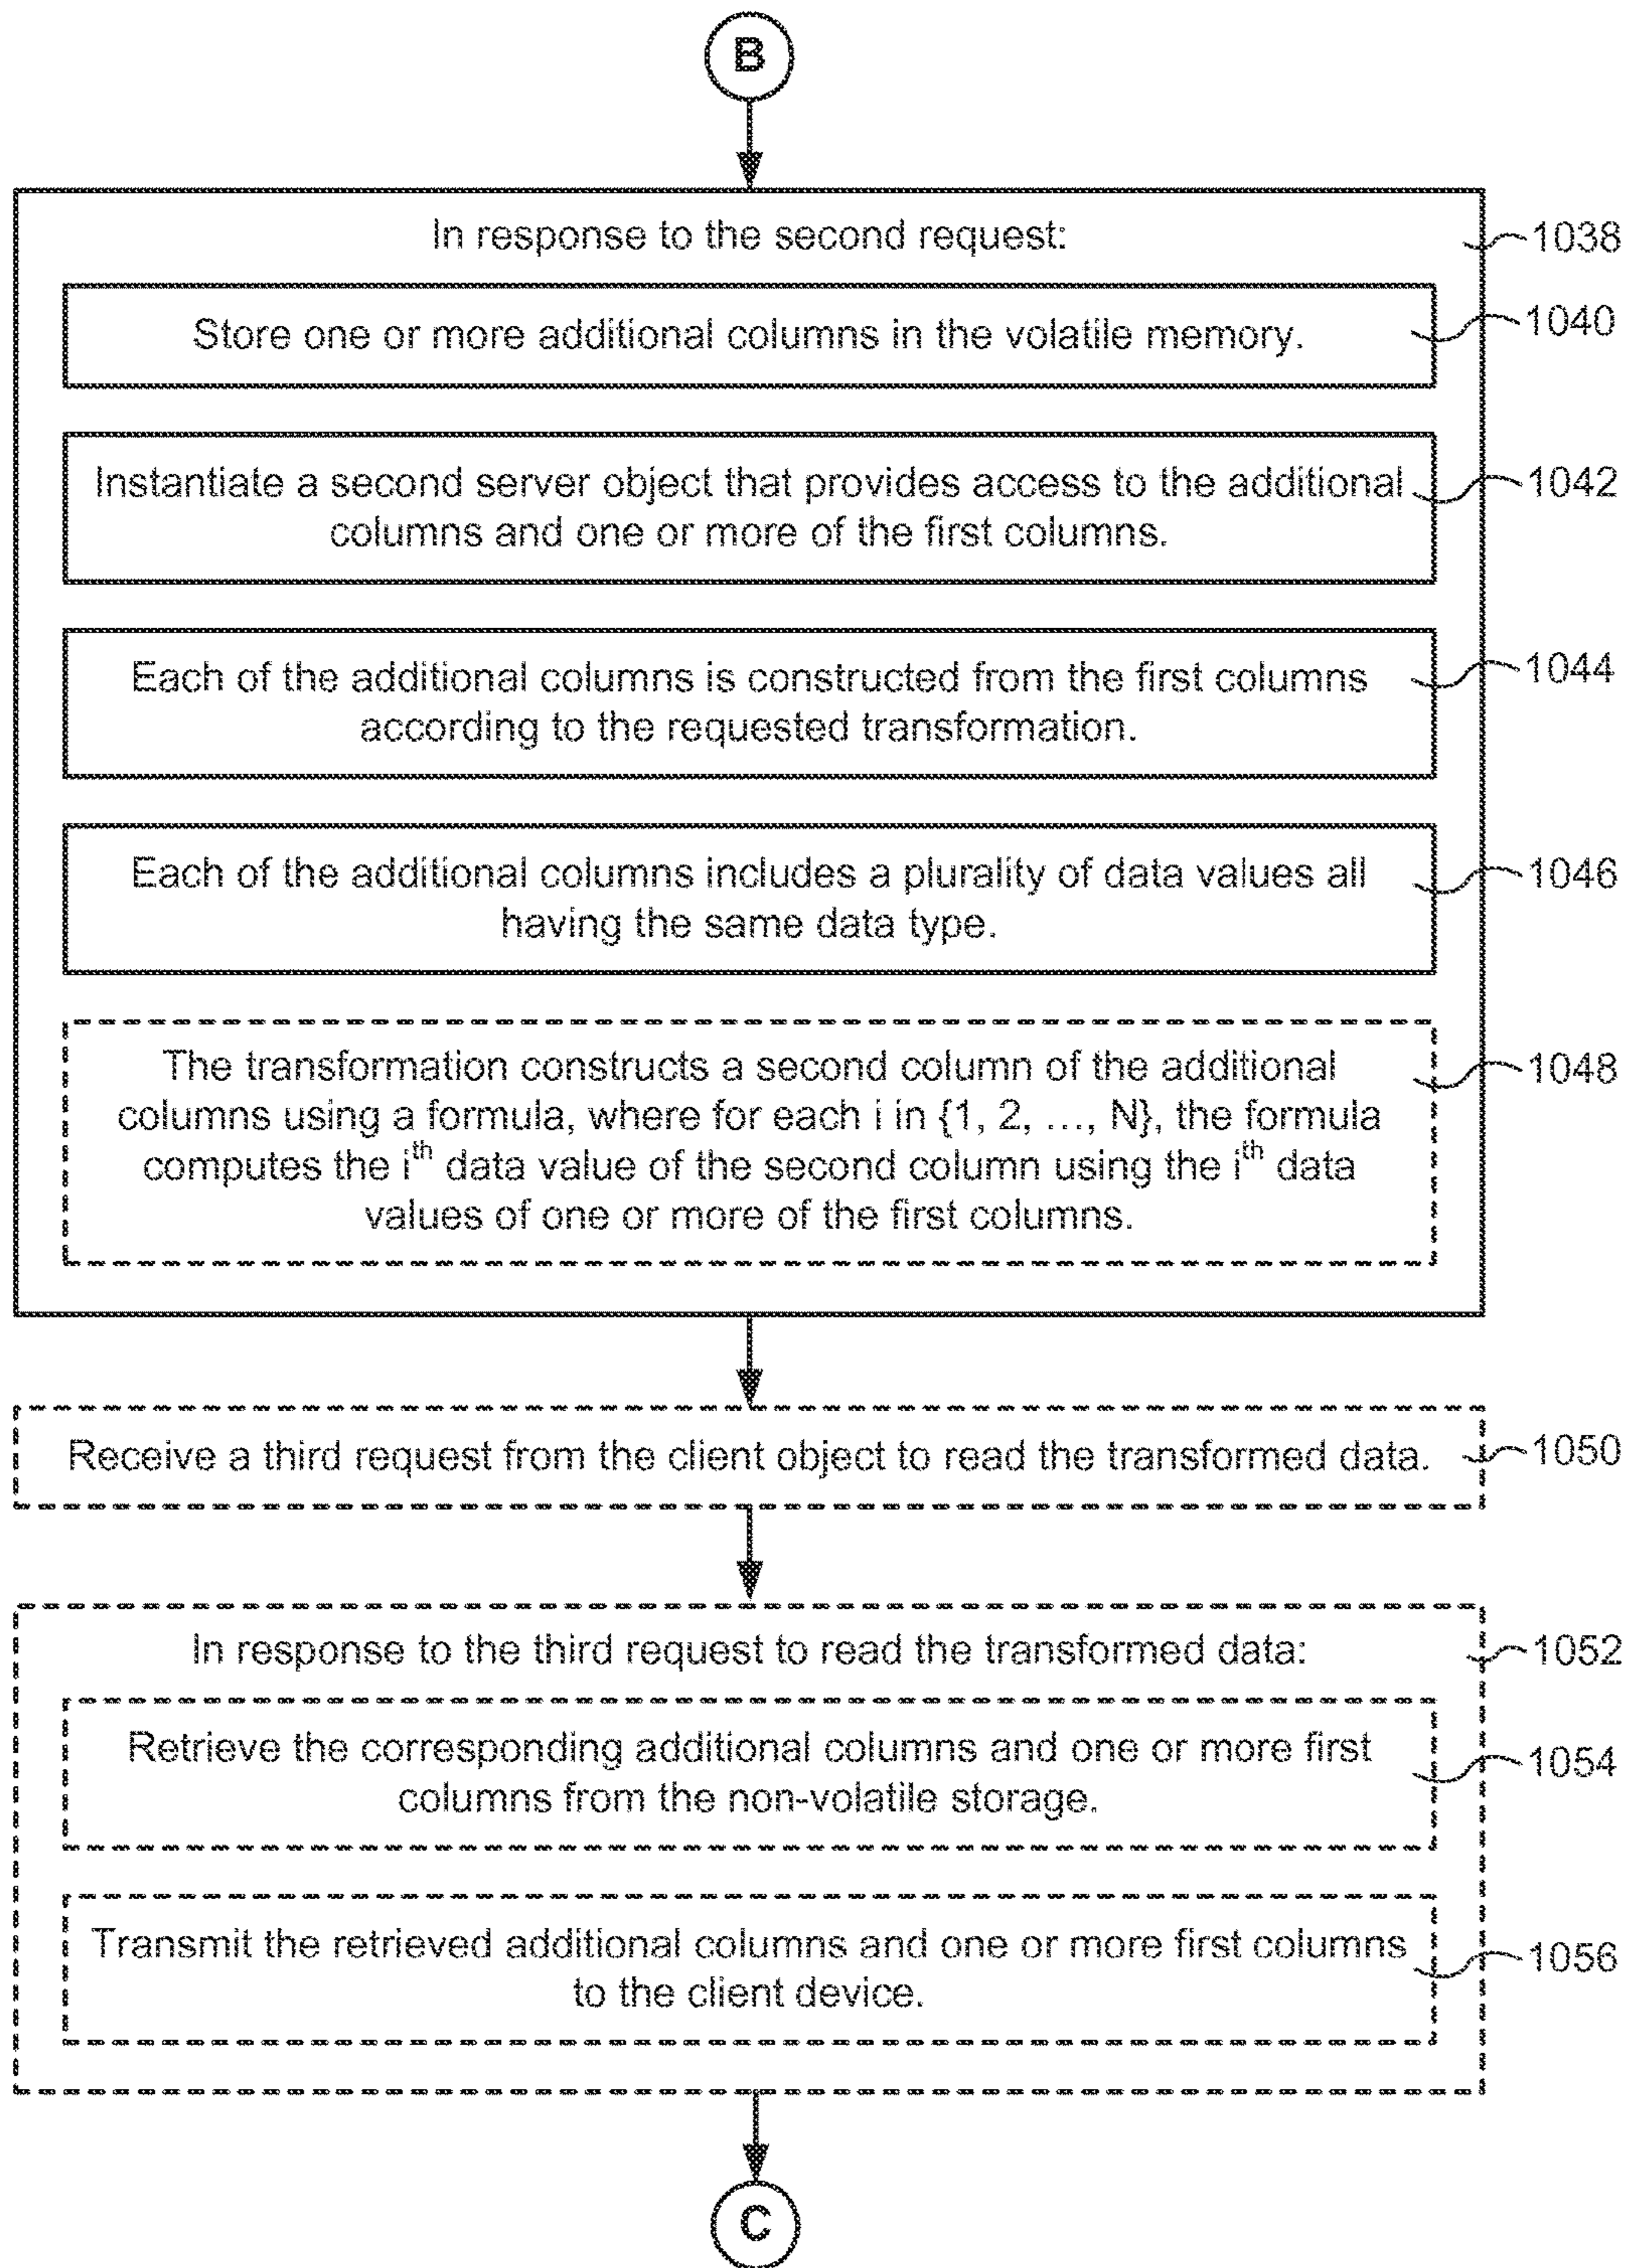 B
In response to the second request:
1038
Store one or more additional columns in the volatile memory.
1040
Instantiate a second server object that provides access to the additional
columns and one or more of the first columns.
1042
Each of the additional columns is constructed from the first columns
according to the requested transformation.
1044
Each of the additional columns includes a plurality of data values all
having the same data type.
1046
The transformation constructs a second column of the additional
columns using a formula, where for each i in {1, 2, ..., N}, the formula
computes the i^th data value of the second column using the i^th data
values of one or more of the first columns.
1048
Receive a third request from the client object to read the transformed data.
1050
In response to the third request to read the transformed data:
1052
Retrieve the corresponding additional columns and one or more first
columns from the non-volatile storage.
1054
Transmit the retrieved additional columns and one or more first columns
to the client device.
1056
C